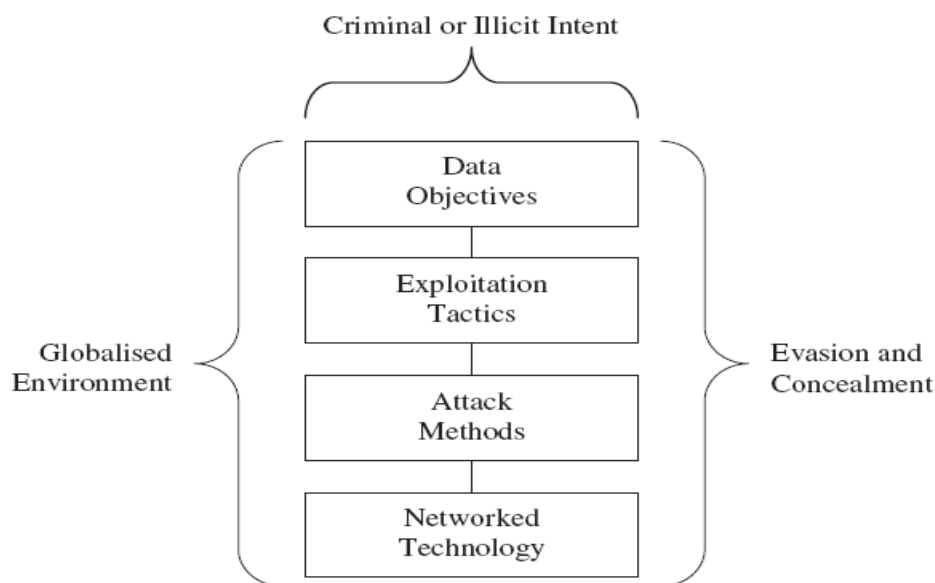 Criminal or Illicit Intent
Data
Objectives
Exploitation
Tactics
Globalised
Environment
Evasion and
Concealment
Attack
Methods
Networked
Technology